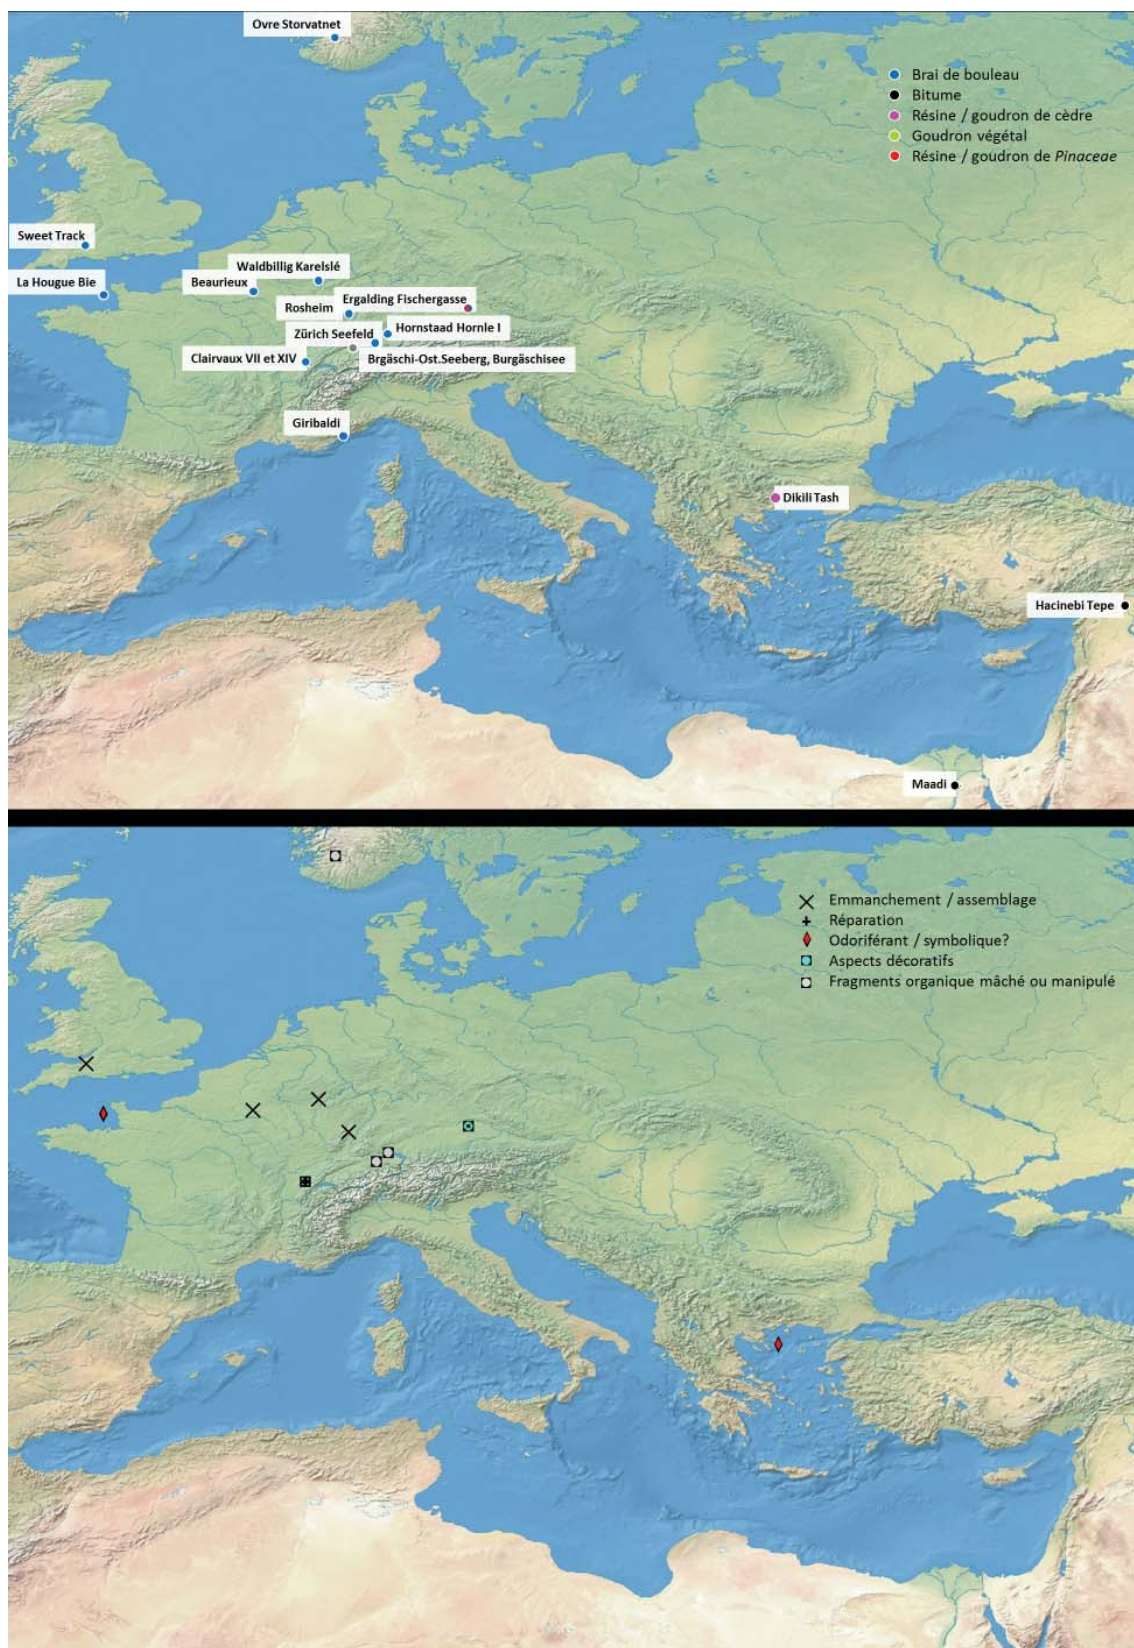 Ovre Storvatnet
Brai de bouleau
Bitume
Résine / goudron de cèdre
Goudron végétal
Résine / goudron de Pinaceae
Sweet Track
La Hougue Bie
Waldbillig Karelslé
Beaurieux
Ergalding Fischergasse
Rosheim
Hornstaad Hornle I
Zürich Seefeld
Clairvaux VII et XIV
Brgäschi-Ost.Seeberg, Burgäschisee
Giribaldi
Dikili Tash
Hacinebi Tepe
Maadi
Emmanchement / assemblage
Réparation
Odoriférant / symbolique?
Aspects décoratifs
Fragments organique mâché ou manipulé